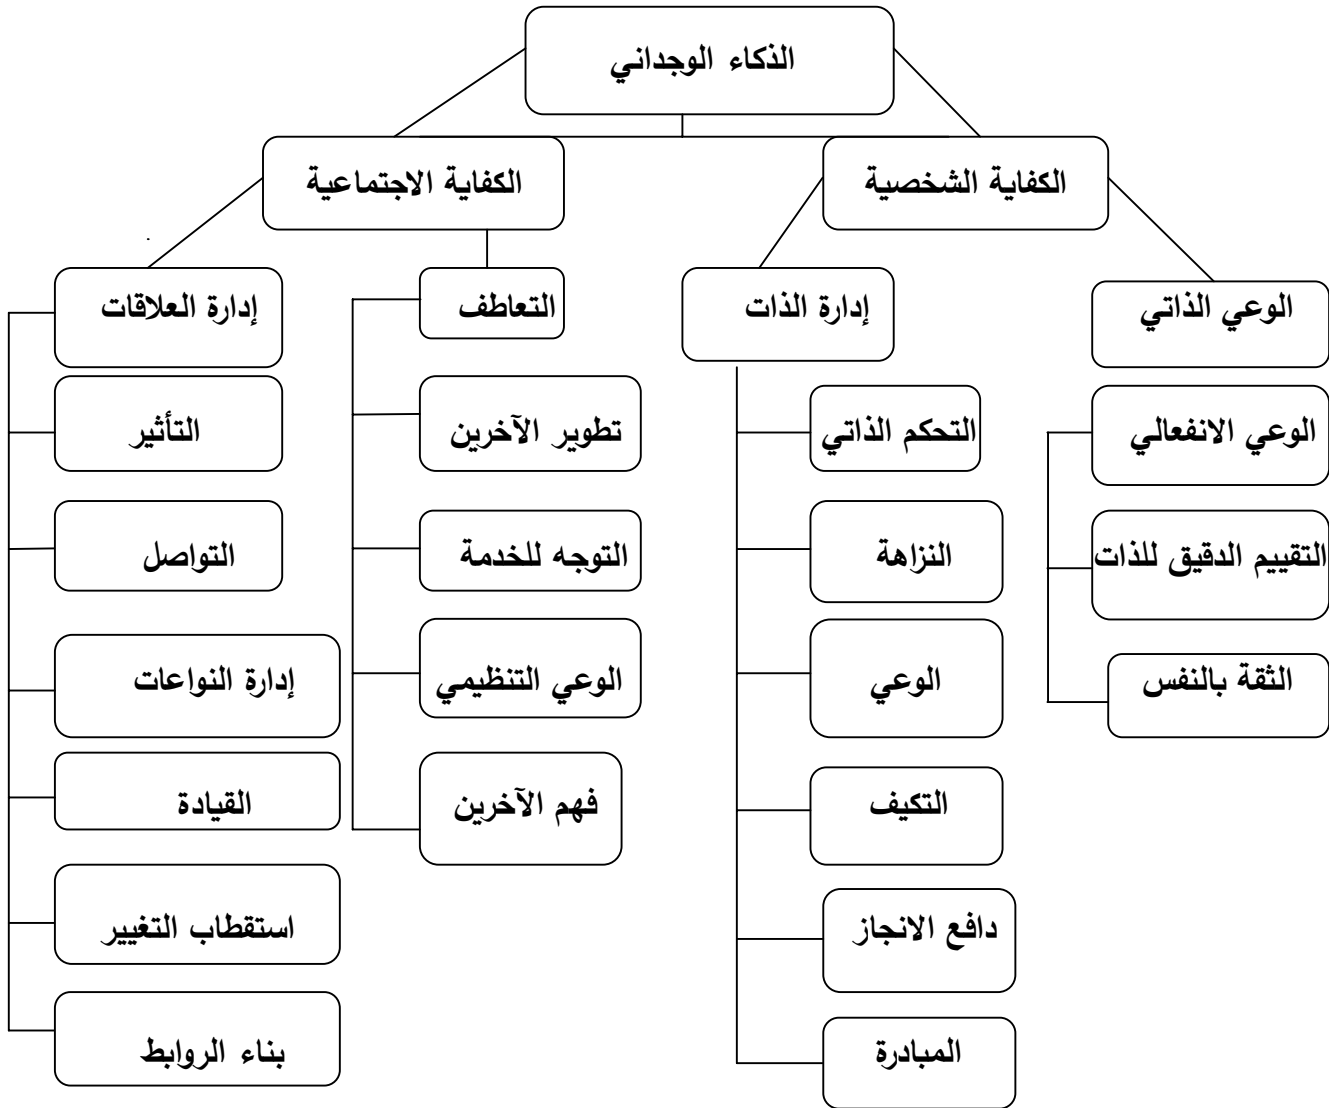 الذكاء الوجداني
الكفاية الشخصية
الكفاية الاجتماعية
الوعي الذاتي
الوعي الانفعالي
التقييم الدقيق للذات
الثقة بالنفس
إدارة الذات
التحكم الذاتي
النزاهة
الوعي
التكيف
دافع الانجاز
المبادرة
التعاطف
تطوير الآخرين
التوجه للخدمة
الوعي التنظيمي
فهم الآخرين
إدارة العلاقات
التأثير
التواصل
إدارة النواعات
القيادة
استقطاب التغيير
بناء الروابط